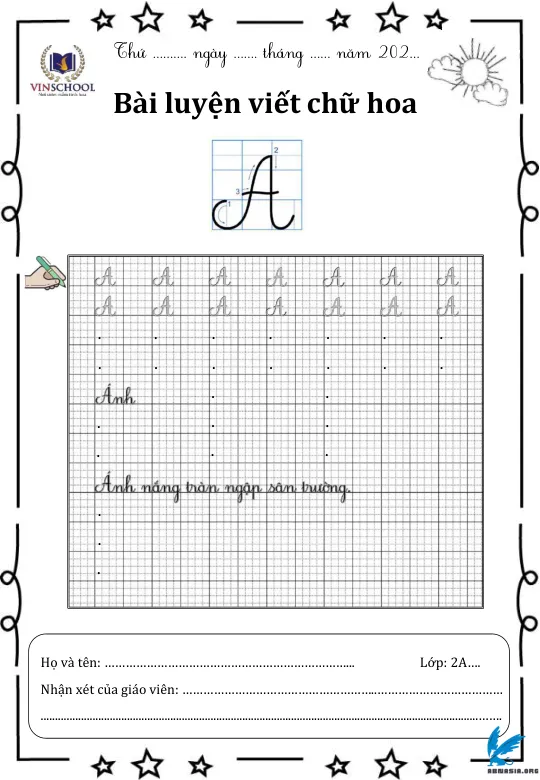 Thứ .......... ngày ....... tháng ...... năm 202...
VINSCHOOL
Bài luyện viết chữ hoa
2
A
3
1
A A A A A A A
A A A A A A A
Ánh
Ánh nắng tràn ngập sân trường.
Họ và tên: ........................................................................ Lớp: 2A....
Nhận xét của giáo viên: ................................................................................................
................................................................................................................................
ANNASIA.ORG